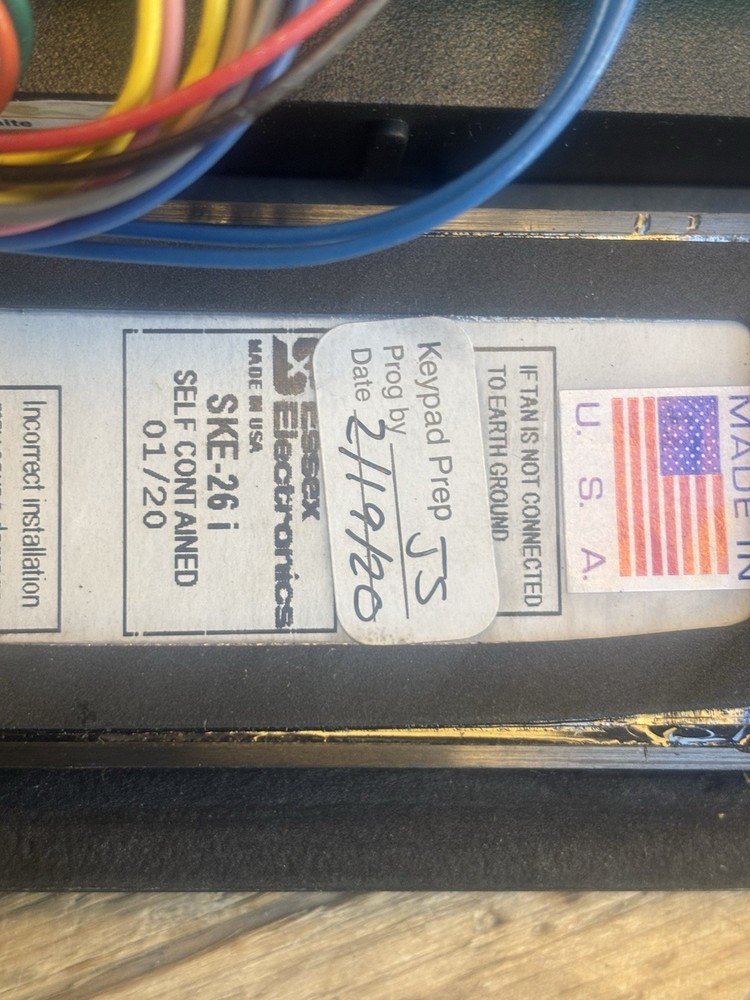 MADE IN
U. S. A.
IF TAN IS NOT CONNECTED
TO EARTH GROUND
Keypad Prep
Prog by JS
Date 2/19/20
Essex
Electronics
MADE IN USA
SKE-26 i
SELF CONTAINED
01/20
Incorrect installation